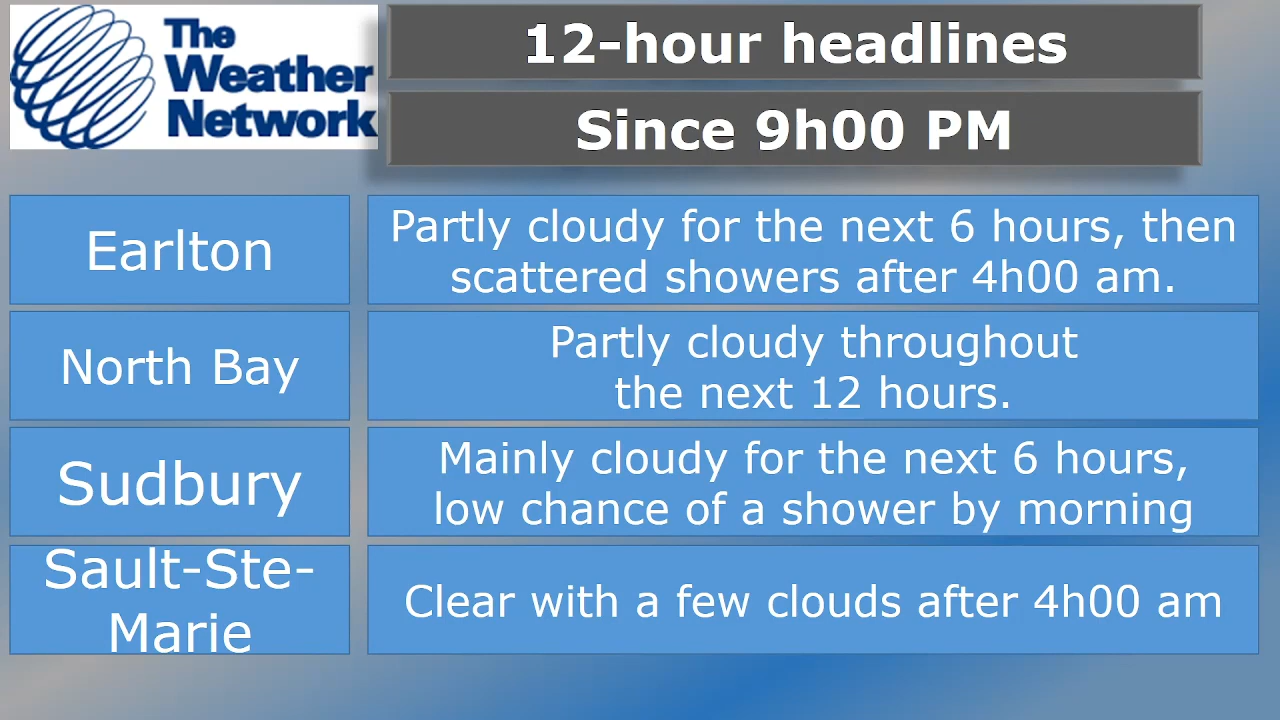 The
Weather
Network
12-hour headlines
Since 9h00 PM
Earlton
Partly cloudy for the next 6 hours, then
scattered showers after 4h00 am.
North Bay
Partly cloudy throughout
the next 12 hours.
Sudbury
Mainly cloudy for the next 6 hours,
low chance of a shower by morning
Sault-Ste-
Marie
Clear with a few clouds after 4h00 am